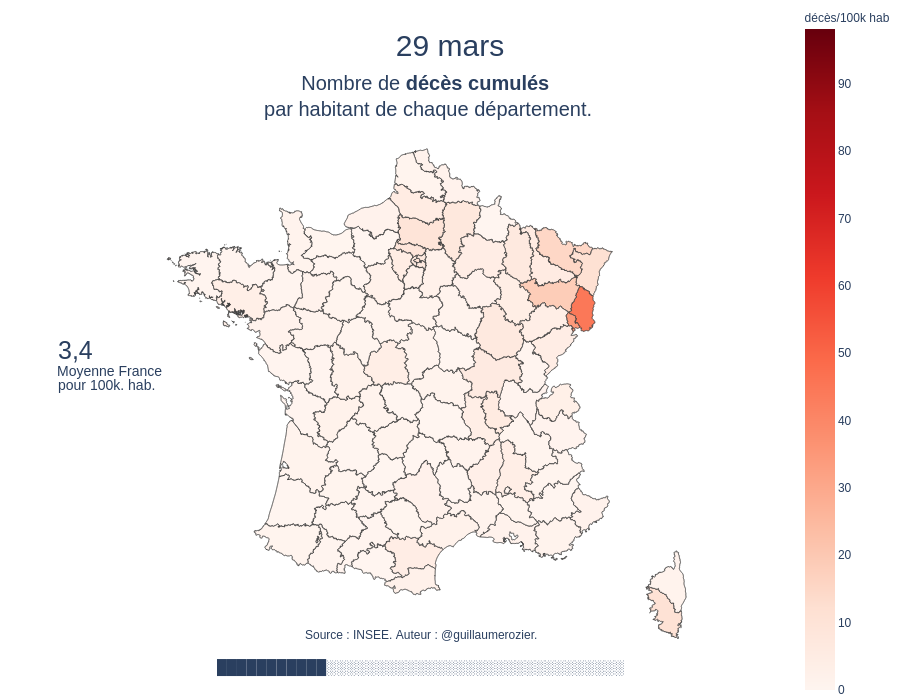 décès/100k hab
29 mars
Nombre de décès cumulés
par habitant de chaque département.
90
80
70
60
50
40
30
20
10
0
3,4
Moyenne France
pour 100k. hab.
Source : INSEE. Auteur : @guillaumerozier.